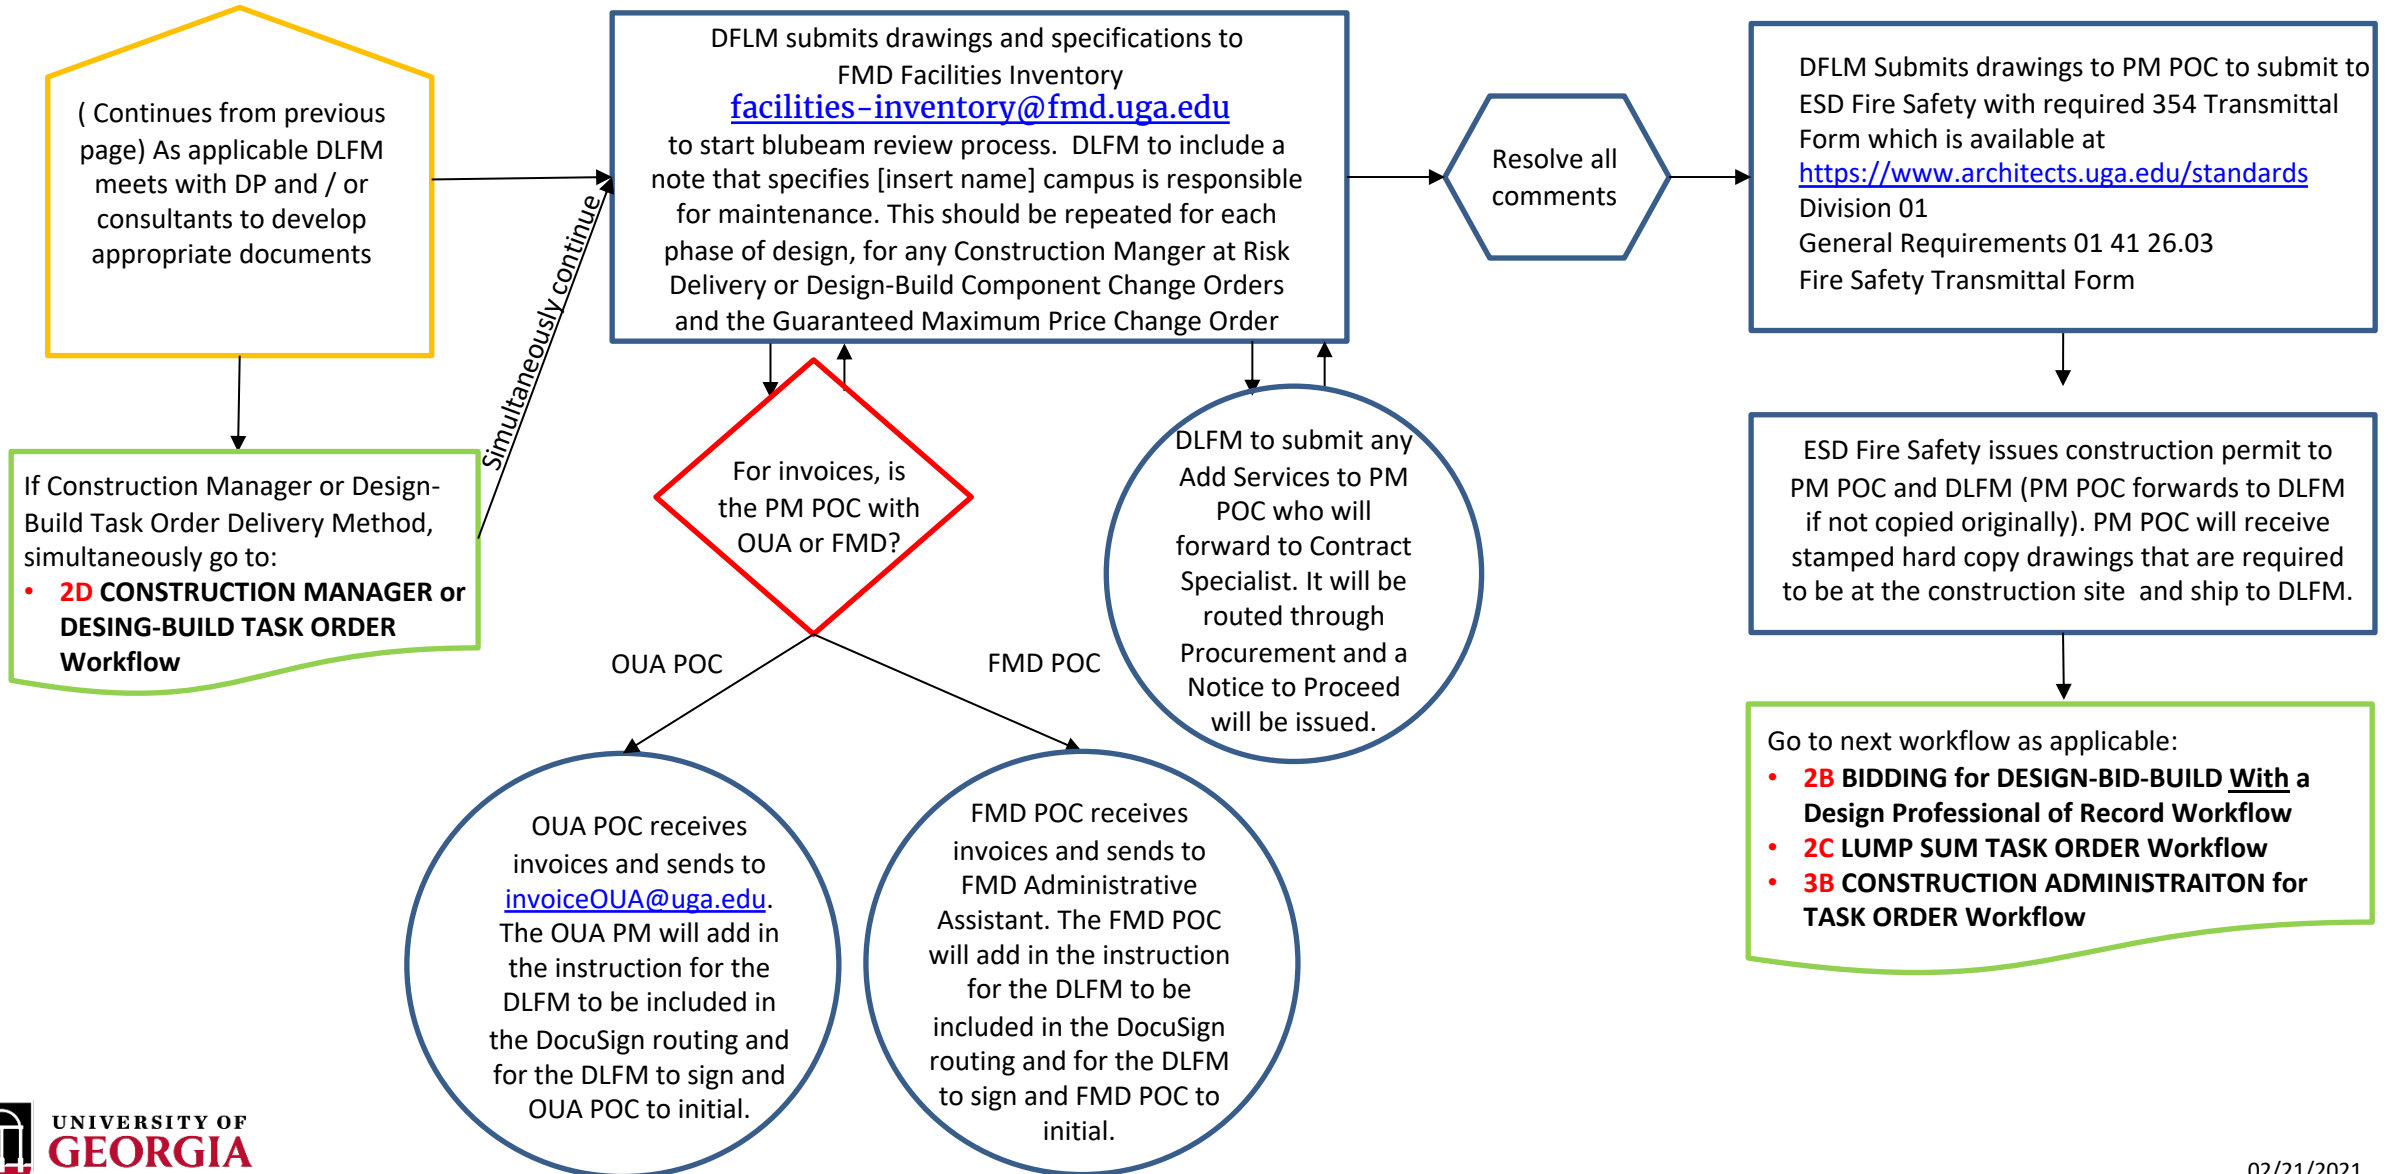 ( Continues from previous
page) As applicable DLFM
meets with DP and / or
consultants to develop
appropriate documents
If Construction Manager or Design-
Build Task Order Delivery Method,
simultaneously go to:
• 2D CONSTRUCTION MANAGER or
DESING-BUILD TASK ORDER
Workflow
Simultaneously continue
DFLM submits drawings and specifications to
FMD Facilities Inventory
facilities-inventory@fmd.uga.edu
to start blubeam review process. DLFM to include a
note that specifies [insert name] campus is responsible
for maintenance. This should be repeated for each
phase of design, for any Construction Manger at Risk
Delivery or Design-Build Component Change Orders
and the Guaranteed Maximum Price Change Order
For invoices, is
the PM POC with
OUA or FMD?
OUA POC
FMD POC
OUA POC receives
invoices and sends to
invoiceOUA@uga.edu.
The OUA PM will add in
the instruction for the
DLFM to be included in
the DocuSign routing and
for the DLFM to sign and
OUA POC to initial.
FMD POC receives
invoices and sends to
FMD Administrative
Assistant. The FMD POC
will add in the instruction
for the DLFM to be
included in the DocuSign
routing and for the DLFM
to sign and FMD POC to
initial.
DLFM to submit any
Add Services to PM
POC who will
forward to Contract
Specialist. It will be
routed through
Procurement and a
Notice to Proceed
will be issued.
Resolve all
comments
DFLM Submits drawings to PM POC to submit to
ESD Fire Safety with required 354 Transmittal
Form which is available at
https://www.architects.uga.edu/standards
Division 01
General Requirements 01 41 26.03
Fire Safety Transmittal Form
ESD Fire Safety issues construction permit to
PM POC and DLFM (PM POC forwards to DLFM
if not copied originally). PM POC will receive
stamped hard copy drawings that are required
to be at the construction site and ship to DLFM.
Go to next workflow as applicable:
• 2B BIDDING for DESIGN-BID-BUILD With a
Design Professional of Record Workflow
• 2C LUMP SUM TASK ORDER Workflow
• 3B CONSTRUCTION ADMINISTRAITON for
TASK ORDER Workflow
UNIVERSITY OF
GEORGIA
02/21/2021